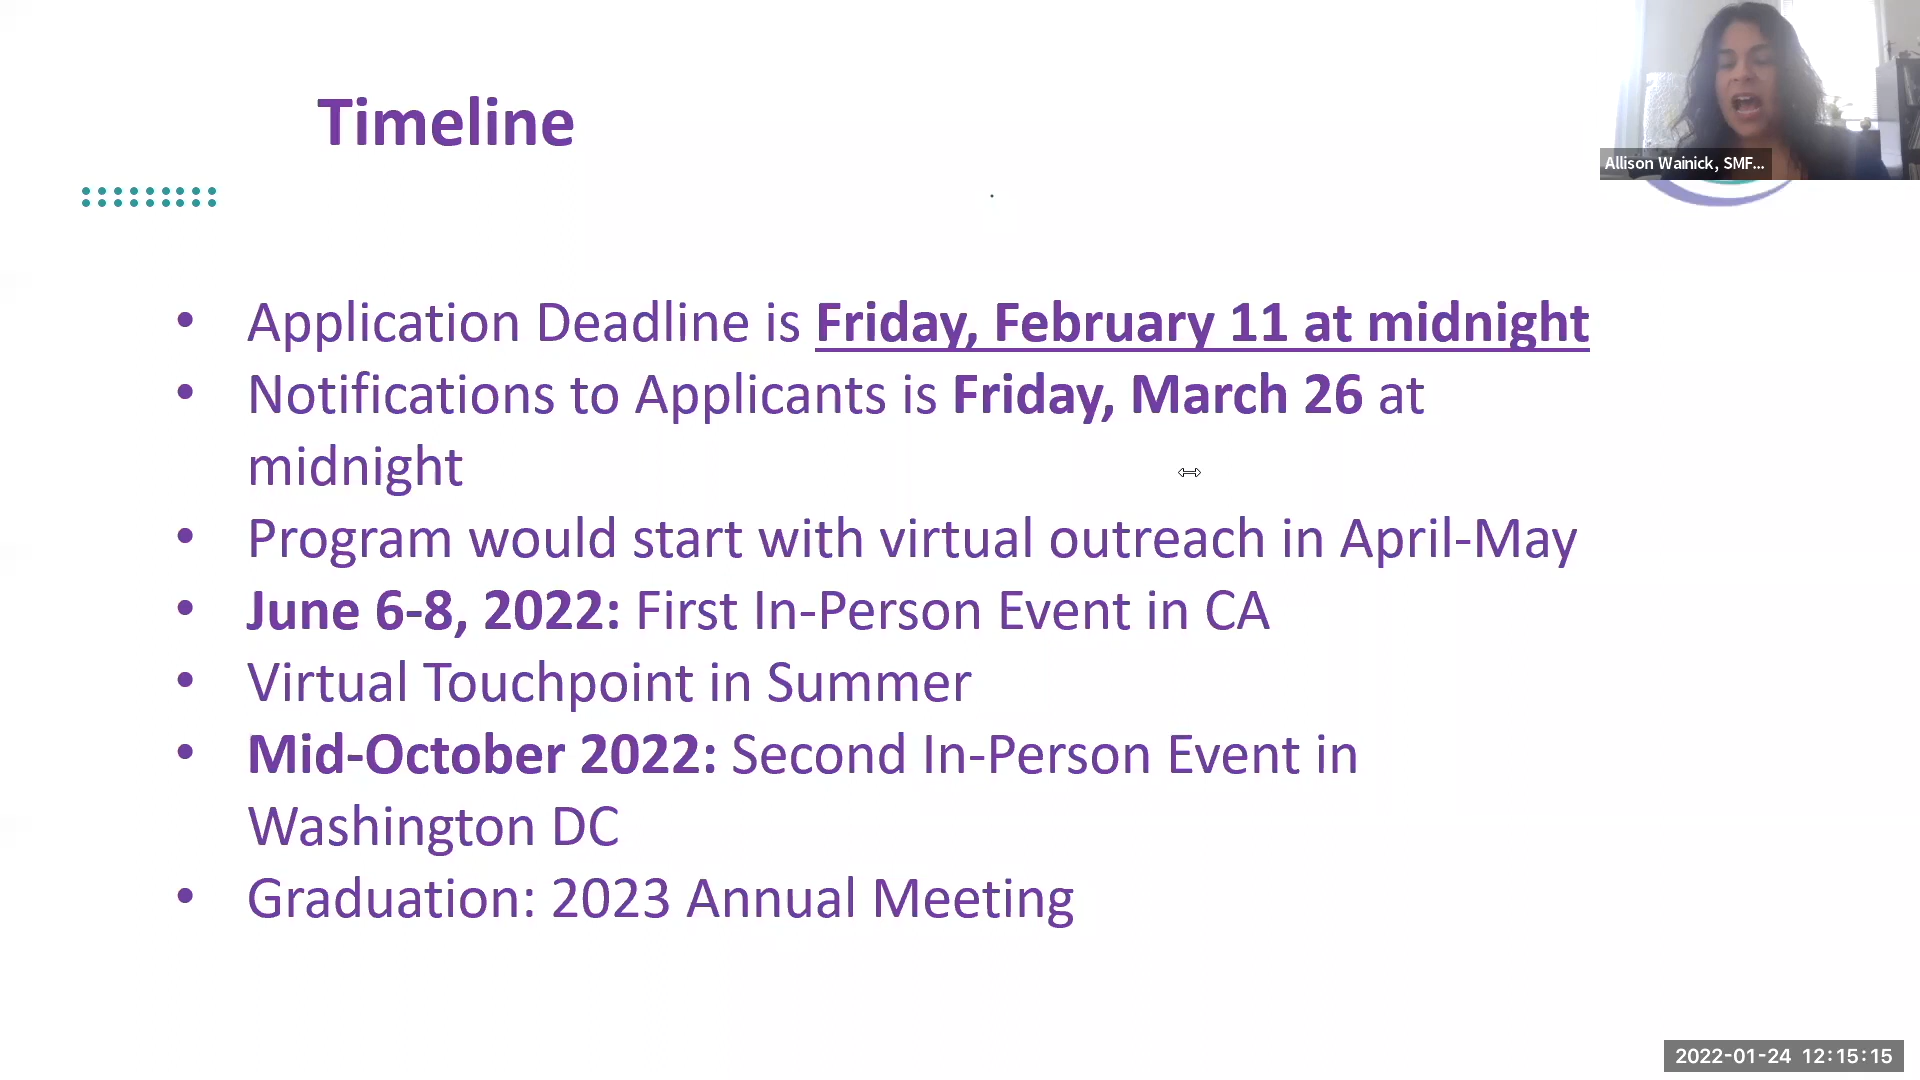 Timeline
Allison Wainick, SMF...
• Application Deadline is Friday, February 11 at midnight
• Notifications to Applicants is Friday, March 26 at
midnight
• Program would start with virtual outreach in April-May
• June 6-8, 2022: First In-Person Event in CA
• Virtual Touchpoint in Summer
• Mid-October 2022: Second In-Person Event in
Washington DC
• Graduation: 2023 Annual Meeting
2022-01-24 12:15:15